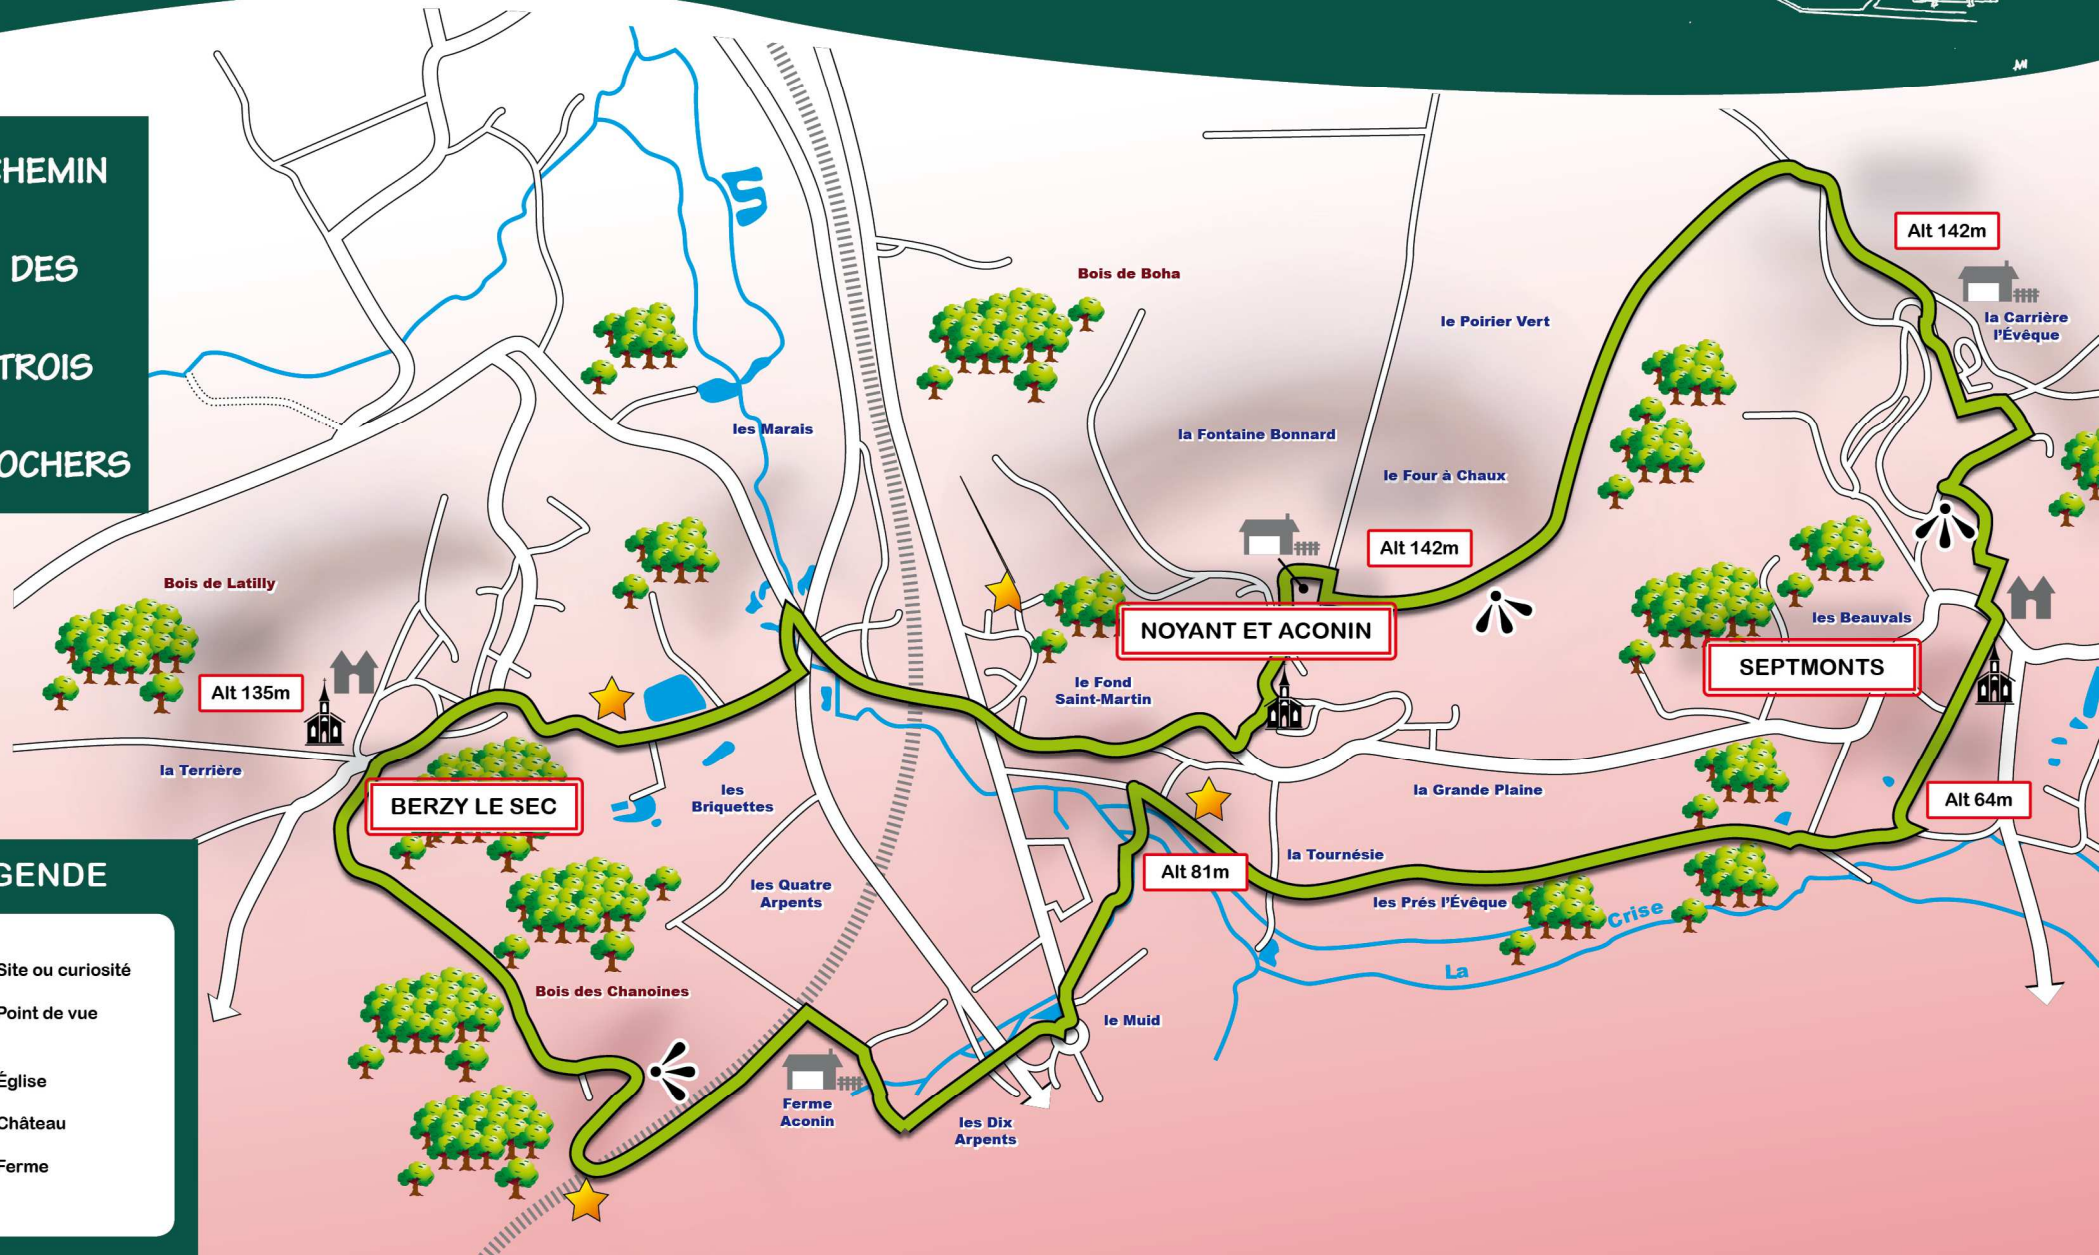 CHEMIN
DES
TROIS
OCHERS
Alt 142m
la Carrière
l'Évêque
Bois de Boha
le Poirier Vert
les Marais
la Fontaine Bonnard
le Four à Chaux
Alt 142m
Bois de Latilly
NOYANT ET ACONIN
les Beauvals
SEPTMONTS
Alt 135m
le Fond
Saint-Martin
la Terrière
BERZY LE SEC
les
Briquettes
la Grande Plaine
Alt 64m
la Tournésie
Alt 81m
les Quatre
Arpents
les Prés l'Évêque
La Crise
Bois des Chanoines
le Muid
Ferme
Aconin
les Dix
Arpents
GENDE
Site ou curiosité
Point de vue
Église
Château
Ferme